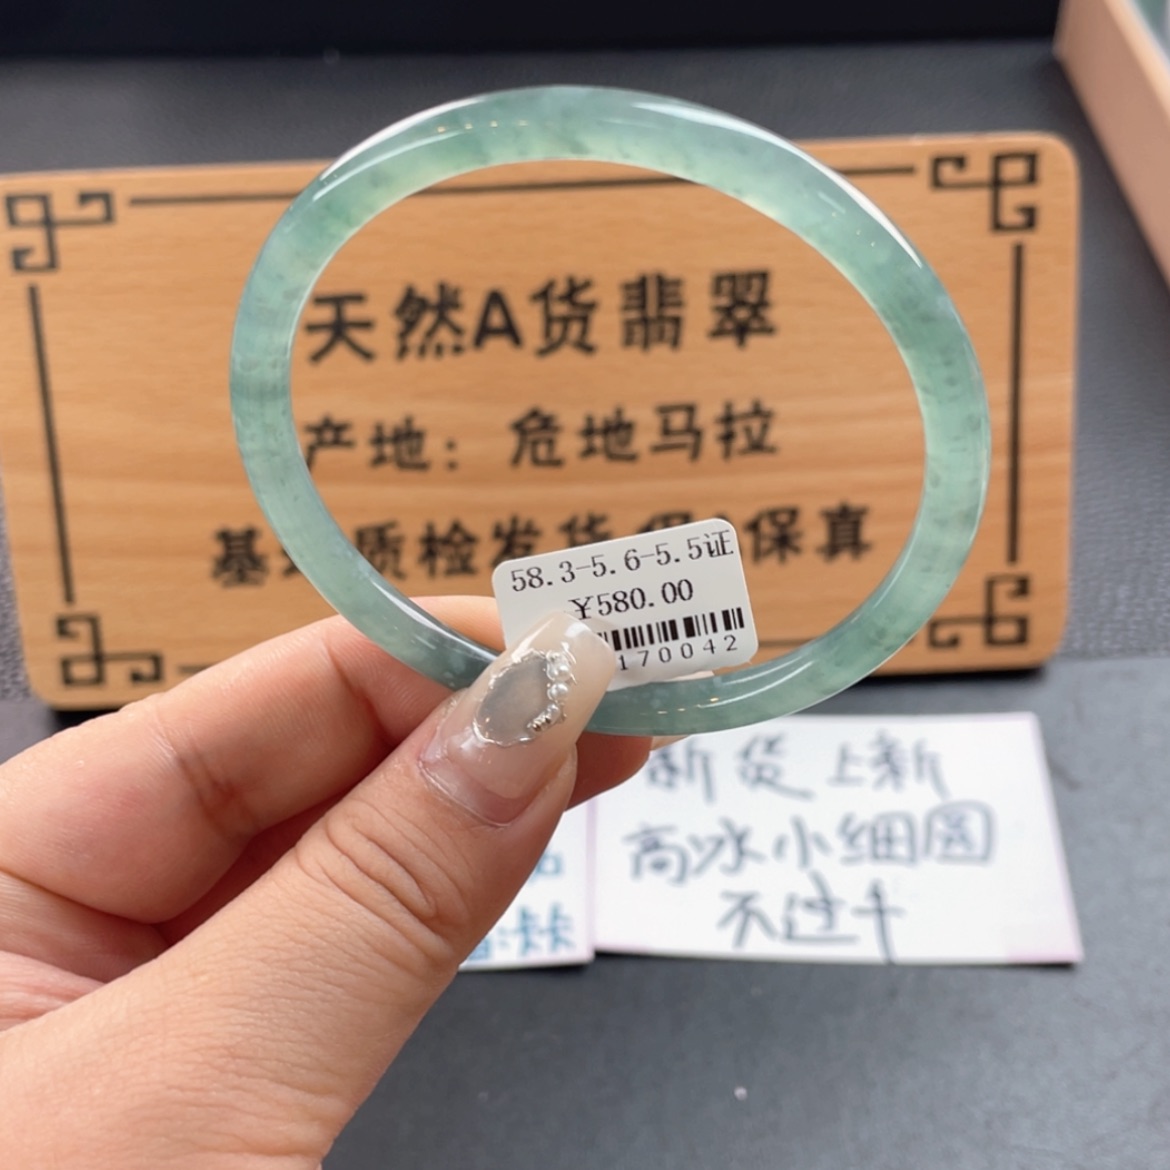 天然A货翡翠
产地：危地马拉
基 质检发货 保真
58.3-5.6-5.5证
¥580.00
170042
新货上新
高冰小细圆
不过千